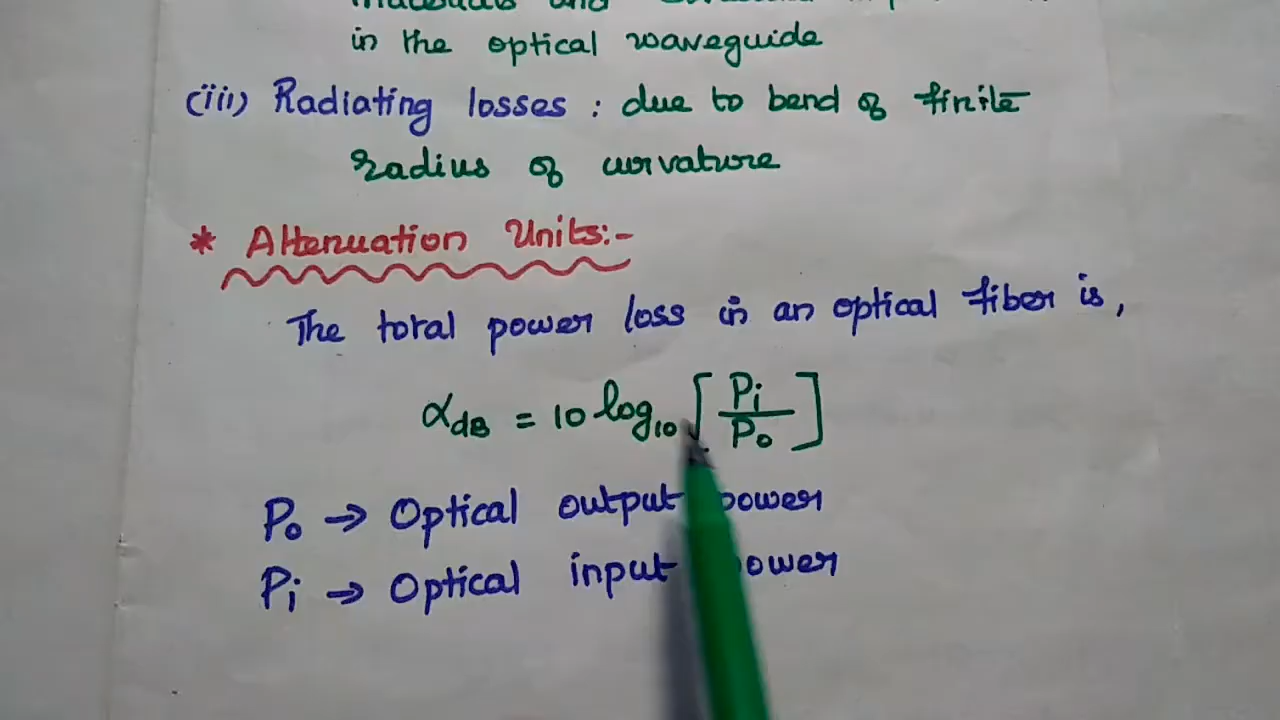 and
in the optical waveguide
(iii) Radiating losses : due to bend of finite
radius of curvature
* Attenuation Units:-
The total power loss in an optical fiber is,
αdB = 10 log10 [Pi/Po]
Po → Optical output power
Pi → Optical input power